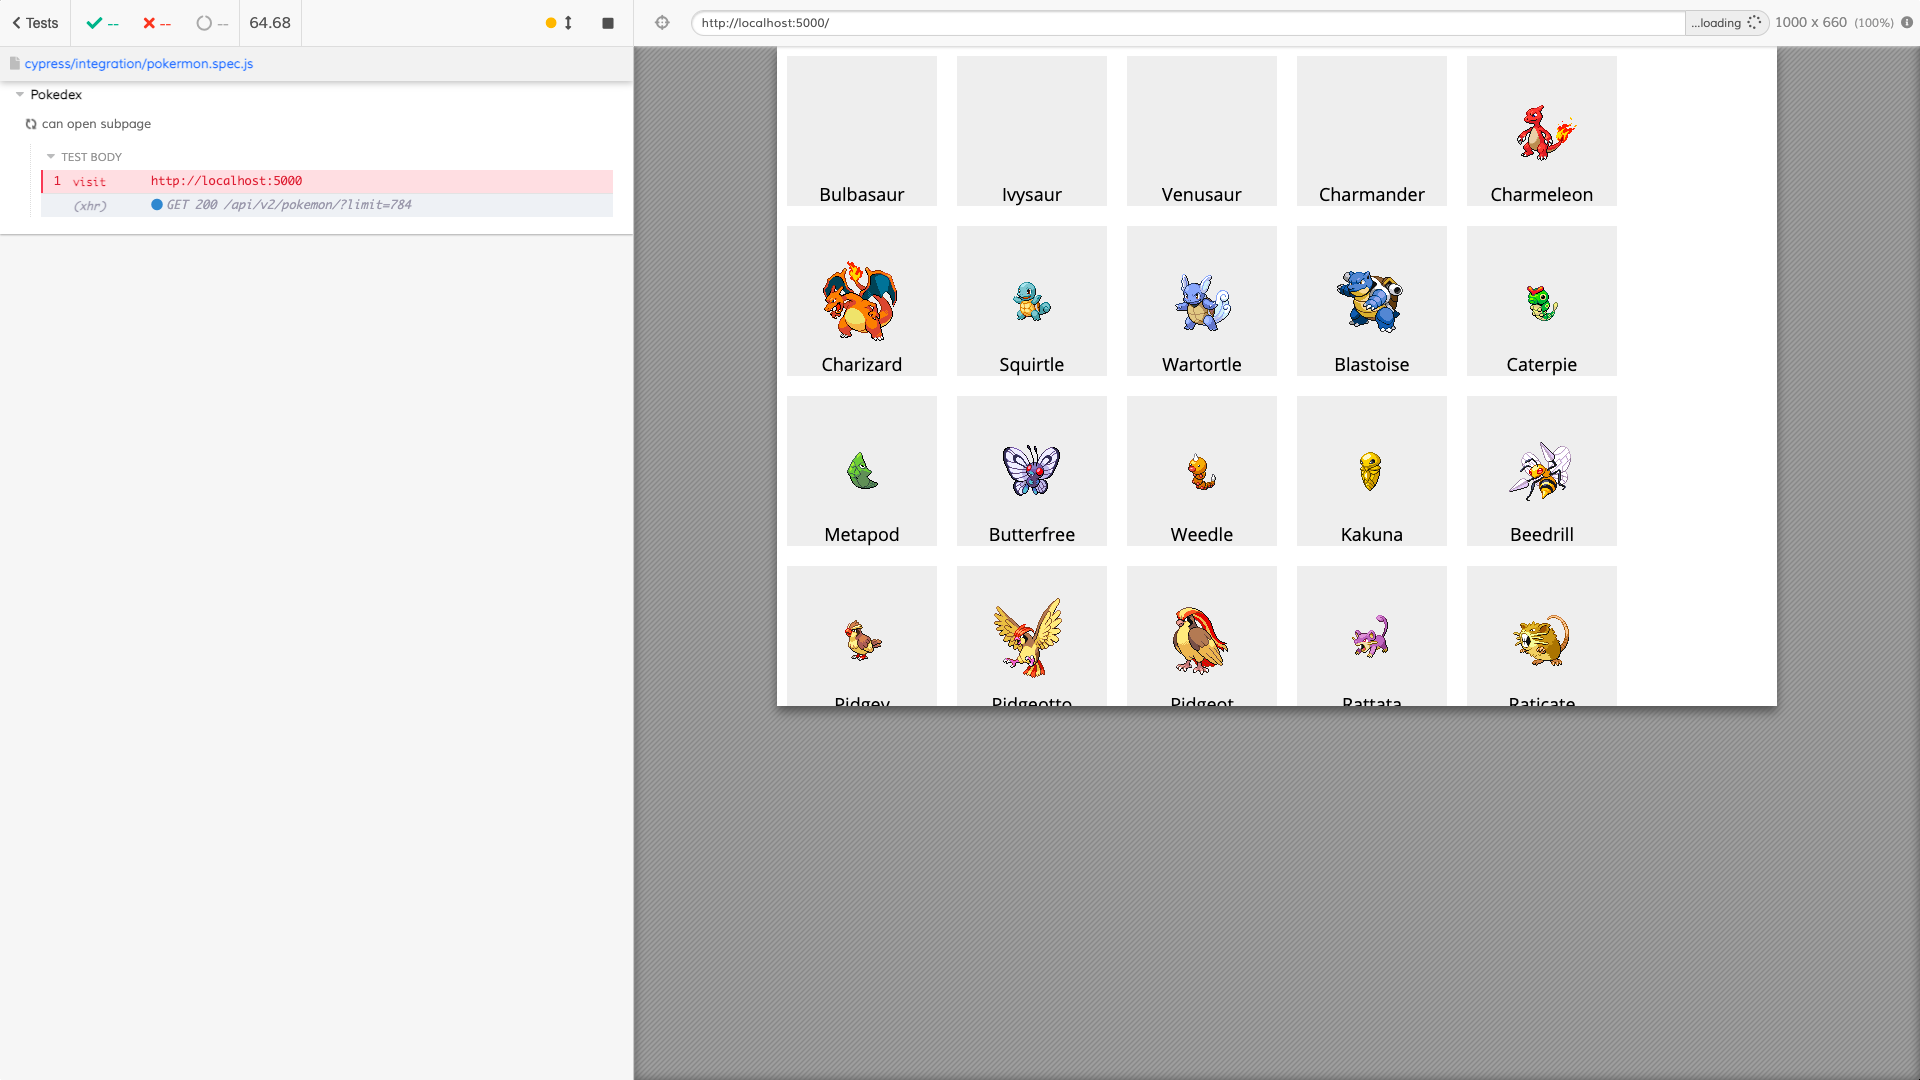 Tests
--
--
--
64.68
http://localhost:5000/
...loading
1000 x 660 (100%)
cypress/integration/pokermon.spec.js
Pokedex
can open subpage
TEST BODY
1 visit http://localhost:5000
(xhr) GET 200 /api/v2/pokemon/?limit=784
Bulbasaur Ivysaur Venusaur Charmander Charmeleon
Charizard Squirtle Wartortle Blastoise Caterpie
Metapod Butterfree Weedle Kakuna Beedrill
Pidgey Pidgeotto Pidgeot Rattata Raticate